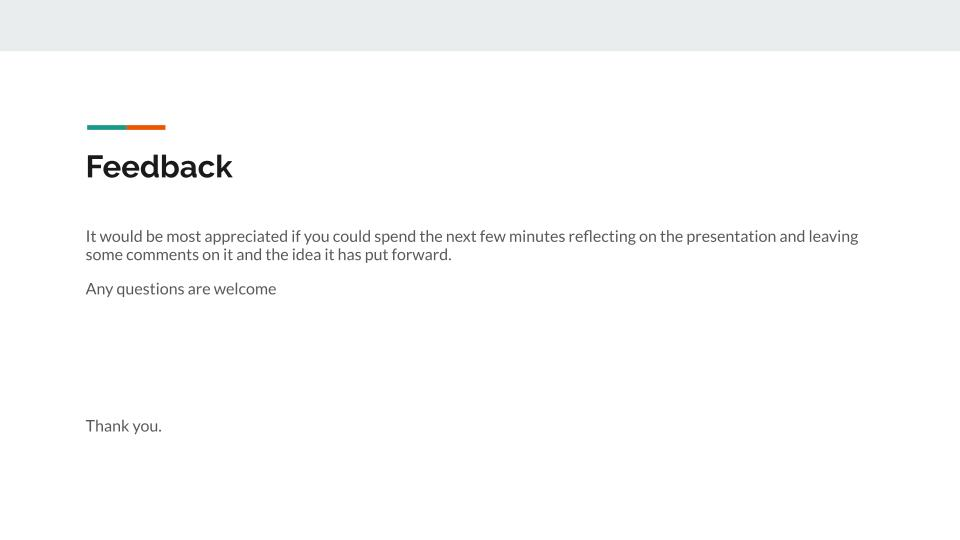 Feedback
It would be most appreciated if you could spend the next few minutes reflecting on the presentation and leaving
some comments on it and the idea it has put forward.
Any questions are welcome
Thank you.